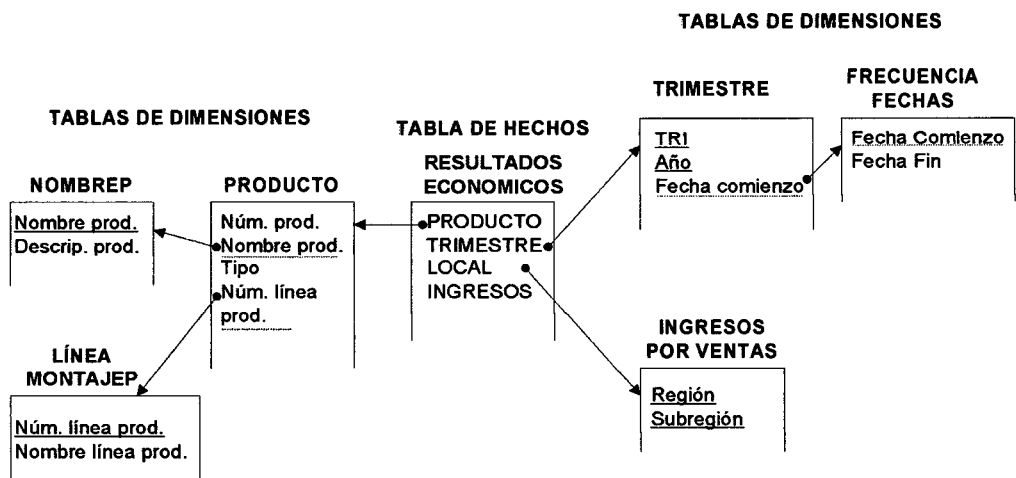 TABLAS DE DIMENSIONES
TABLAS DE DIMENSIONES
NOMBREP
Nombre prod.
Descrip. prod.
PRODUCTO
Núm. prod.
Nombre prod.
Tipo
Núm. línea
prod.
LÍNEA
MONTAJEP
Núm. línea prod.
Nombre línea prod.
TABLA DE HECHOS
RESULTADOS
ECONOMICOS
PRODUCTO
TRIMESTRE
LOCAL
INGRESOS
TRIMESTRE
TRI
Año
Fecha comienzo
FRECUENCIA
FECHAS
Fecha Comienzo
Fecha Fin
INGRESOS
POR VENTAS
Región
Subregión